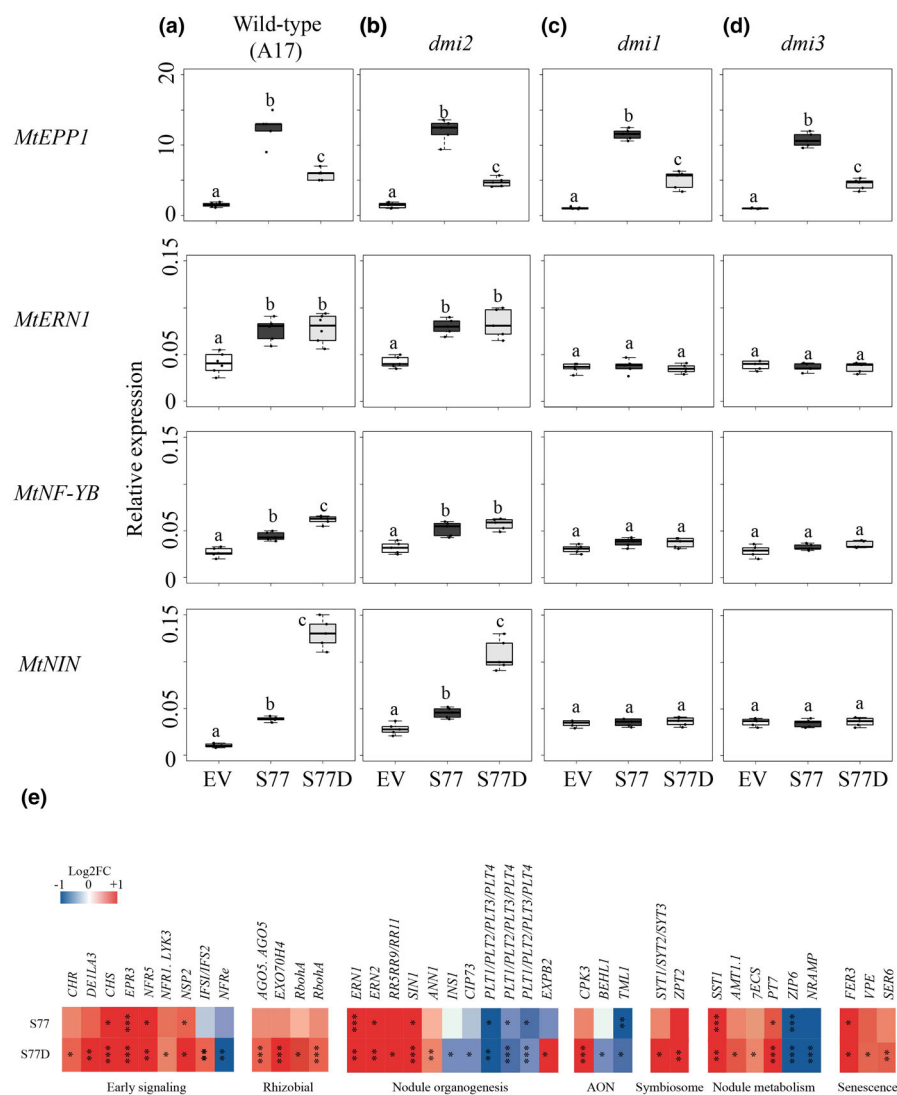 (a) Wild-type (A17)
(b) dmi2
(c) dmi1
(d) dmi3
Relative expression
MtEPP1
20
10
5
0
a b c
a b c
a b c
a b c
MtERN1
0.15
0.05
0
a b b
a b b
a a a
a a a
MtNF-YB
0.15
0.05
0
a b c
a b b
a a a
a a a
MtNIN
0.15
0.05
0
a b c
a b c
a a a
a a a
EV S77 S77D
EV S77 S77D
EV S77 S77D
EV S77 S77D
(e)
Log2FC
-1 0 +1
CHR
DE1LA3
CHS
EPR3
NFR5
NFR1. LYK3
NSP2
IFSI/IFS2
NFRe
AGO5. AGO5
EXO70H4
RbohA
RbohA
ERN1
ERN2
RR5RR9/RR11
SIN1
ANN1
INS1
CIP73
PLT1/PLT2/PLT3/PLT4
PLT1/PLT2/PLT3/PLT4
PLT1/PLT2/PLT3/PLT4
EXPB2
CPK3
BEHL1
TML1
SYT1/SYT2/SYT3
ZPT2
SST1
AMT1.1
γECS
PT7
ZIP6
NRAMP
FER3
VPE
SER6
S77
S77D
Early signaling
Rhizobial
Nodule organogenesis
AON
Symbiosome
Nodule metabolism
Senescence